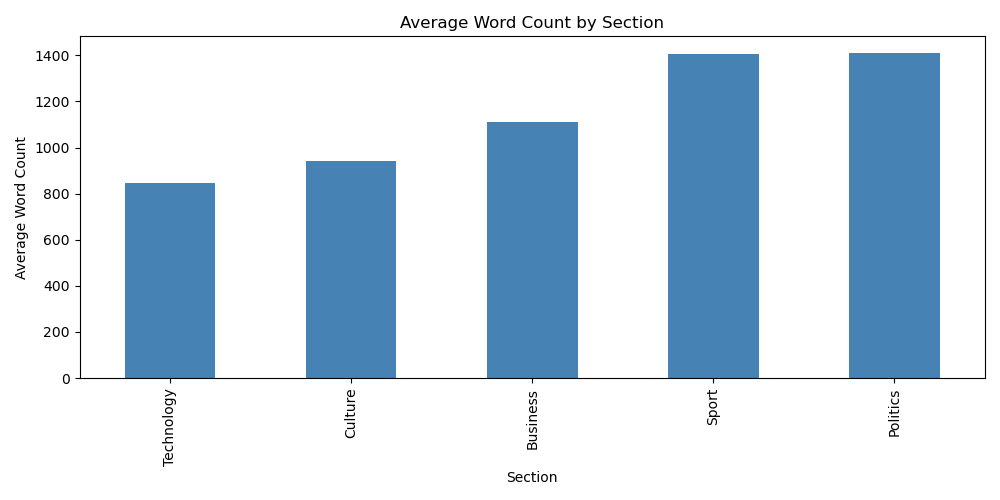 Average Word Count by Section
Average Word Count
1400
1200
1000
800
600
400
200
0
Technology
Culture
Business
Sport
Politics
Section